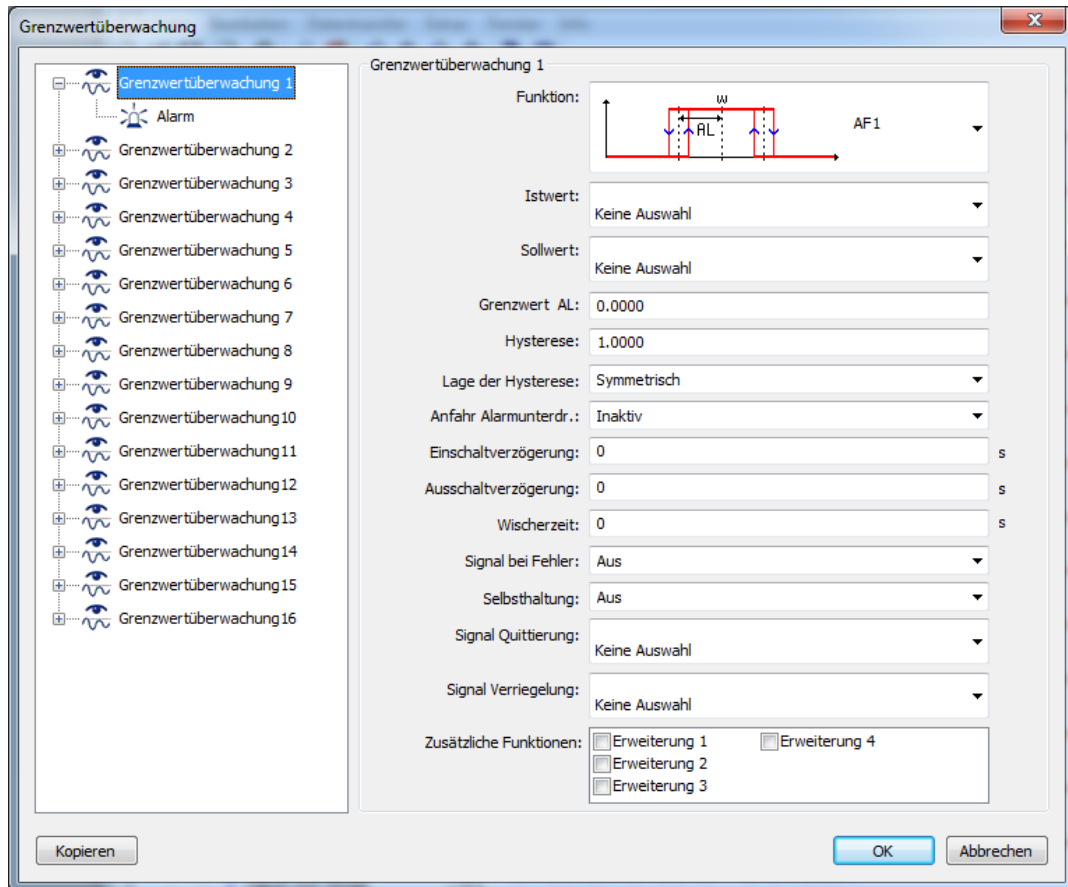 Grenzwertüberwachung
Grenzwertüberwachung 1
Alarm
Grenzwertüberwachung 2
Grenzwertüberwachung 3
Grenzwertüberwachung 4
Grenzwertüberwachung 5
Grenzwertüberwachung 6
Grenzwertüberwachung 7
Grenzwertüberwachung 8
Grenzwertüberwachung 9
Grenzwertüberwachung10
Grenzwertüberwachung11
Grenzwertüberwachung12
Grenzwertüberwachung13
Grenzwertüberwachung14
Grenzwertüberwachung15
Grenzwertüberwachung16
Grenzwertüberwachung 1
Funktion: w AL AF1
Istwert: Keine Auswahl
Sollwert: Keine Auswahl
Grenzwert AL: 0.0000
Hysterese: 1.0000
Lage der Hysterese: Symmetrisch
Anfahr Alarmunterdr.: Inaktiv
Einschaltverzögerung: 0 s
Ausschaltverzögerung: 0 s
Wischerzeit: 0 s
Signal bei Fehler: Aus
Selbsthaltung: Aus
Signal Quittierung: Keine Auswahl
Signal Verriegelung: Keine Auswahl
Zusätzliche Funktionen: Erweiterung 1 Erweiterung 4
Erweiterung 2
Erweiterung 3
Kopieren OK Abbrechen